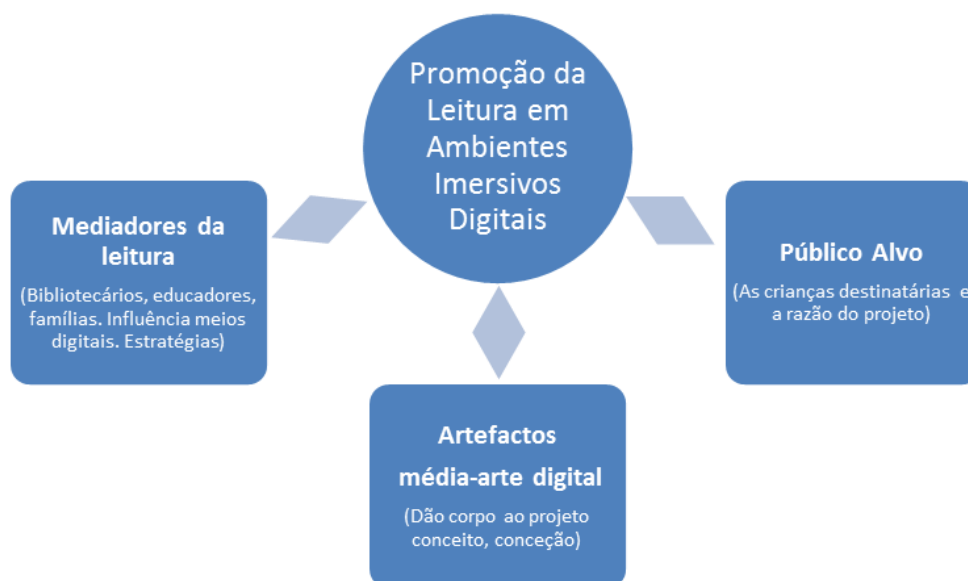 Promoção da
Leitura em
Ambientes
Imersivos
Digitais
Mediadores da
leitura
(Bibliotecários, educadores,
famílias. Influência meios
digitais. Estratégias)
Artefactos
média-arte digital
(Dão corpo ao projeto
conceito, conceção)
Público Alvo
(As crianças destinatárias e
a razão do projeto)